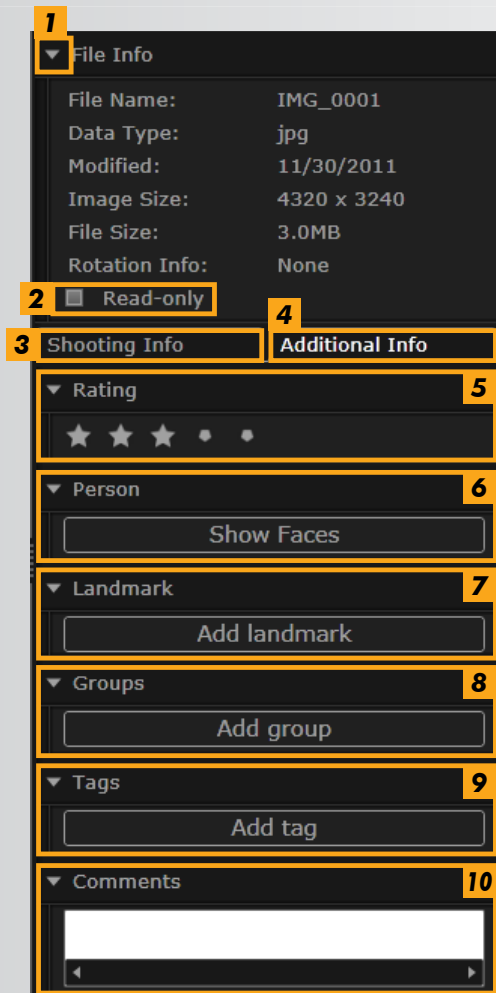 1
File Info
File Name: IMG_0001
Data Type: jpg
Modified: 11/30/2011
Image Size: 4320 x 3240
File Size: 3.0MB
Rotation Info: None
2 Read-only
4
3 Shooting Info Additional Info
Rating 5
Person 6
Show Faces
Landmark 7
Add landmark
Groups 8
Add group
Tags 9
Add tag
Comments 10